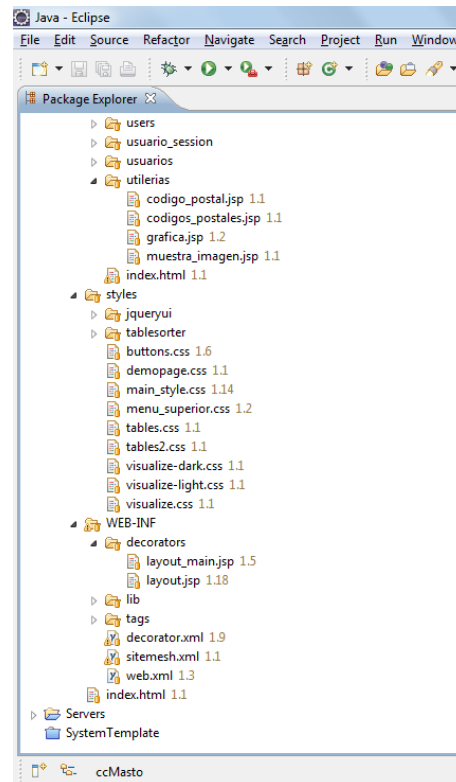 Java - Eclipse
File Edit Source Refactor Navigate Search Project Run Window
Package Explorer
users
usuario_session
usuarios
utilerias
codigo_postal.jsp 1.1
codigos_postales.jsp 1.1
grafica.jsp 1.2
muestra_imagen.jsp 1.1
index.html 1.1
styles
jqueryui
tablesorter
buttons.css 1.6
demopage.css 1.1
main_style.css 1.14
menu_superior.css 1.2
tables.css 1.1
tables2.css 1.1
visualize-dark.css 1.1
visualize-light.css 1.1
visualize.css 1.1
WEB-INF
decorators
layout_main.jsp 1.5
layout.jsp 1.18
lib
tags
decorator.xml 1.9
sitemesh.xml 1.1
web.xml 1.3
index.html 1.1
Servers
SystemTemplate
ccMasto